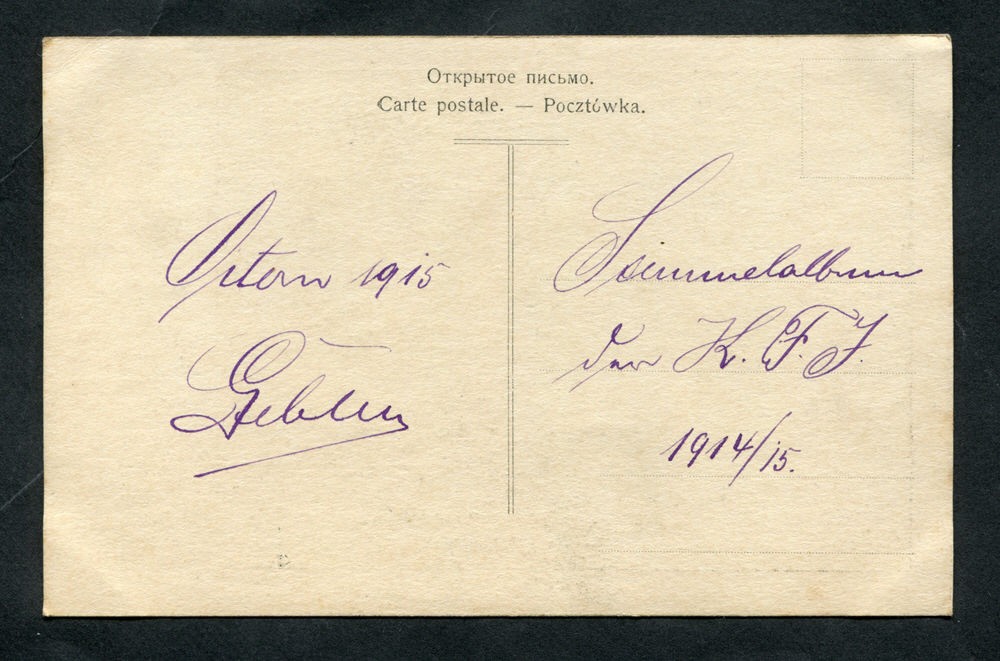 Открытое письмо.
Carte postale. — Pocztówka.
Ostern 1915
Sammelalbum
der K. F. J.
1914/15.